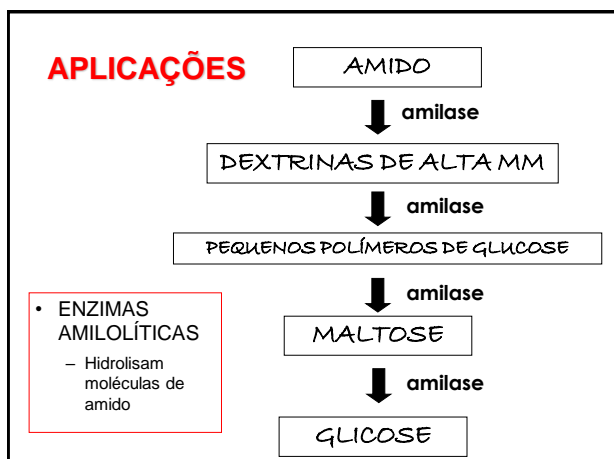 APLICAÇÕES
AMIDO
amilase
DEXTRINAS DE ALTA MM
amilase
PEQUENOS POLÍMEROS DE GLUCOSE
amilase
MALTOSE
amilase
GLICOSE
• ENZIMAS
AMILOLÍTICAS
– Hidrolisam
moléculas de
amido